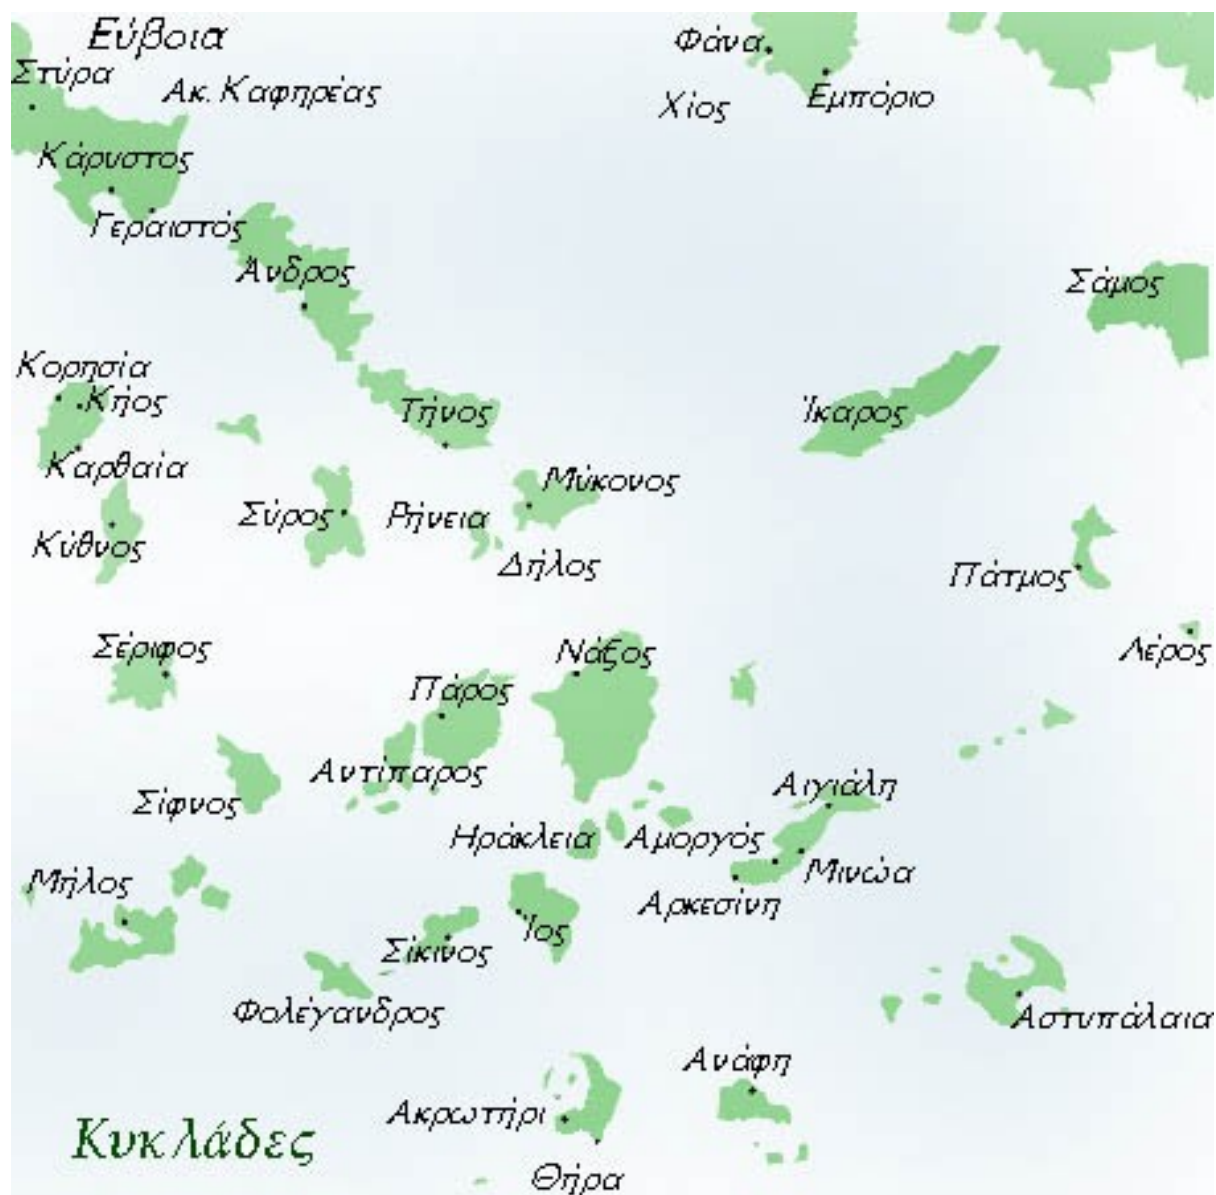 Εύβοια
Φάνα
Στύρα
Ακ. Καφηρέας
Χίος
Εμπόριο
Κάρυστος
Γεραιστός
Άνδρος
Σάμος
Κορησία
Κήος
Τήνος
Ίκαρος
Καρθαία
Μύκονος
Σύρος
Ρήνεια
Κύθνος
Δήλος
Πάτμος
Σέριφος
Νάξος
Λέρος
Πάρος
Αντίπαρος
Αιγιάλη
Σίφνος
Ηράκλεια
Αμοργός
Μινώα
Μήλος
Αρκεσίνη
Ίος
Σίκινος
Φολέγανδρος
Αστυπάλαια
Ανάφη
Ακρωτήρι
Κυκλάδες
Θήρα